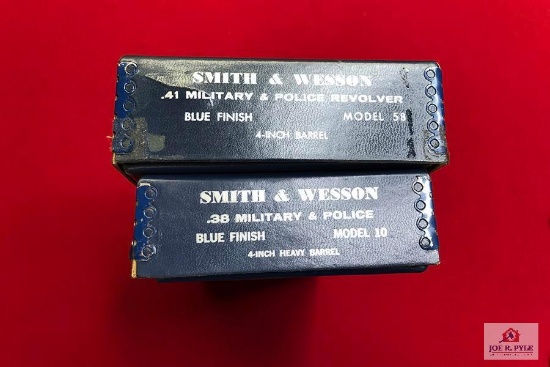 SMITH & WESSON
.41 MILITARY & POLICE REVOLVER
BLUE FINISH MODEL 58
4-INCH BARREL
SMITH & WESSON
.38 MILITARY & POLICE
BLUE FINISH MODEL 10
4-INCH HEAVY BARREL
JOE R. PYLE